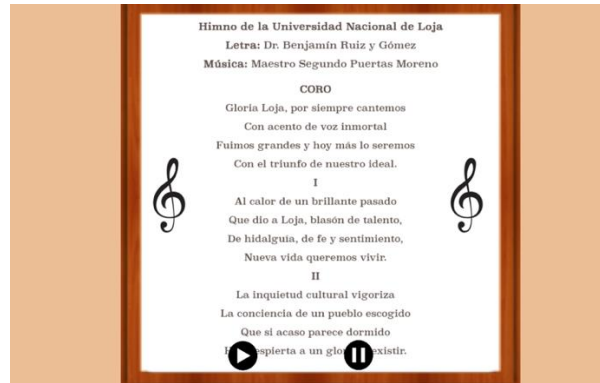 Himno de la Universidad Nacional de Loja
Letra: Dr. Benjamín Ruiz y Gómez
Música: Maestro Segundo Puertas Moreno
CORO
Gloria Loja, por siempre cantemos
Con acento de voz inmortal
Fuimos grandes y hoy más lo seremos
Con el triunfo de nuestro ideal.
I
Al calor de un brillante pasado
Que dio a Loja, blasón de talento,
De hidalguía, de fe y sentimiento,
Nueva vida queremos vivir.
II
La inquietud cultural vigoriza
La conciencia de un pueblo escogido
Que si acaso parece dormido
a un existir.